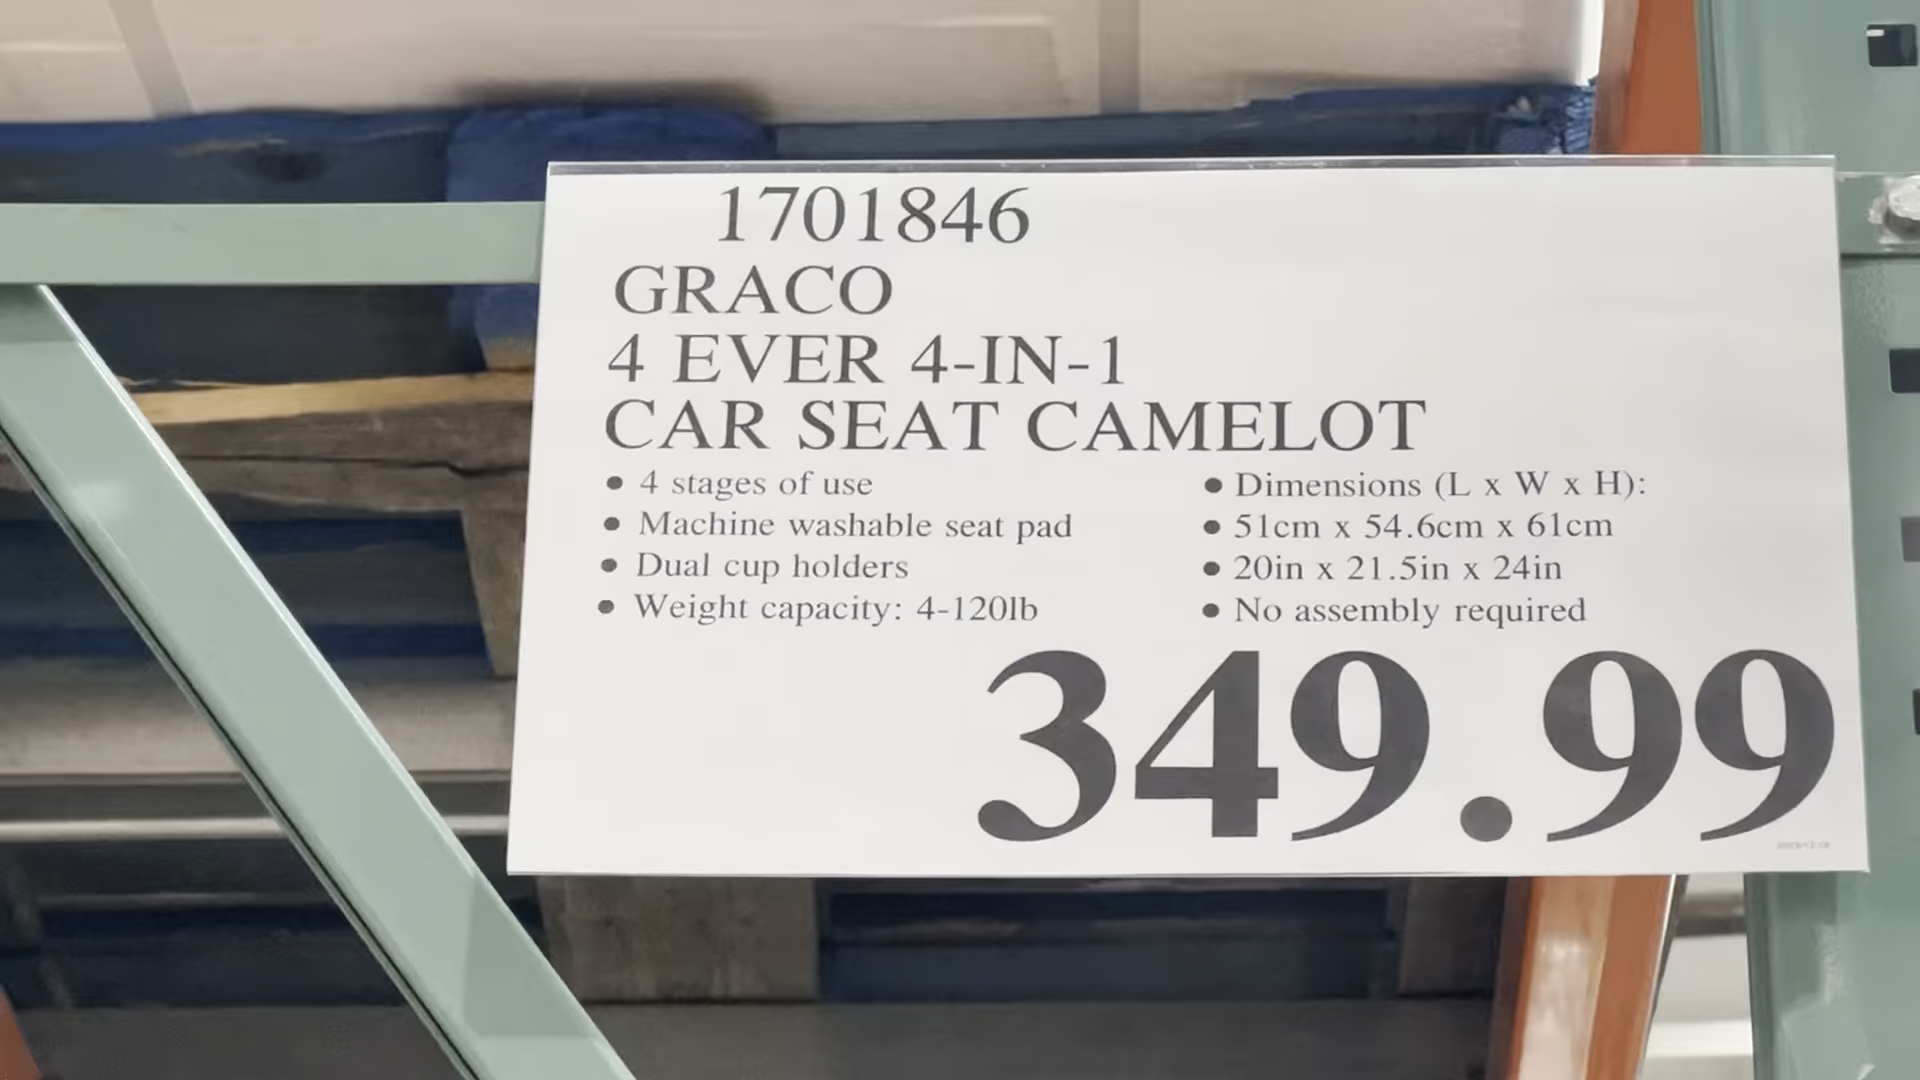 1701846
GRACO
4 EVER 4-IN-1
CAR SEAT CAMELOT
• 4 stages of use
• Machine washable seat pad
• Dual cup holders
• Weight capacity: 4-120lb
• Dimensions (L x W x H):
• 51cm x 54.6cm x 61cm
• 20in x 21.5in x 24in
• No assembly required
349.99